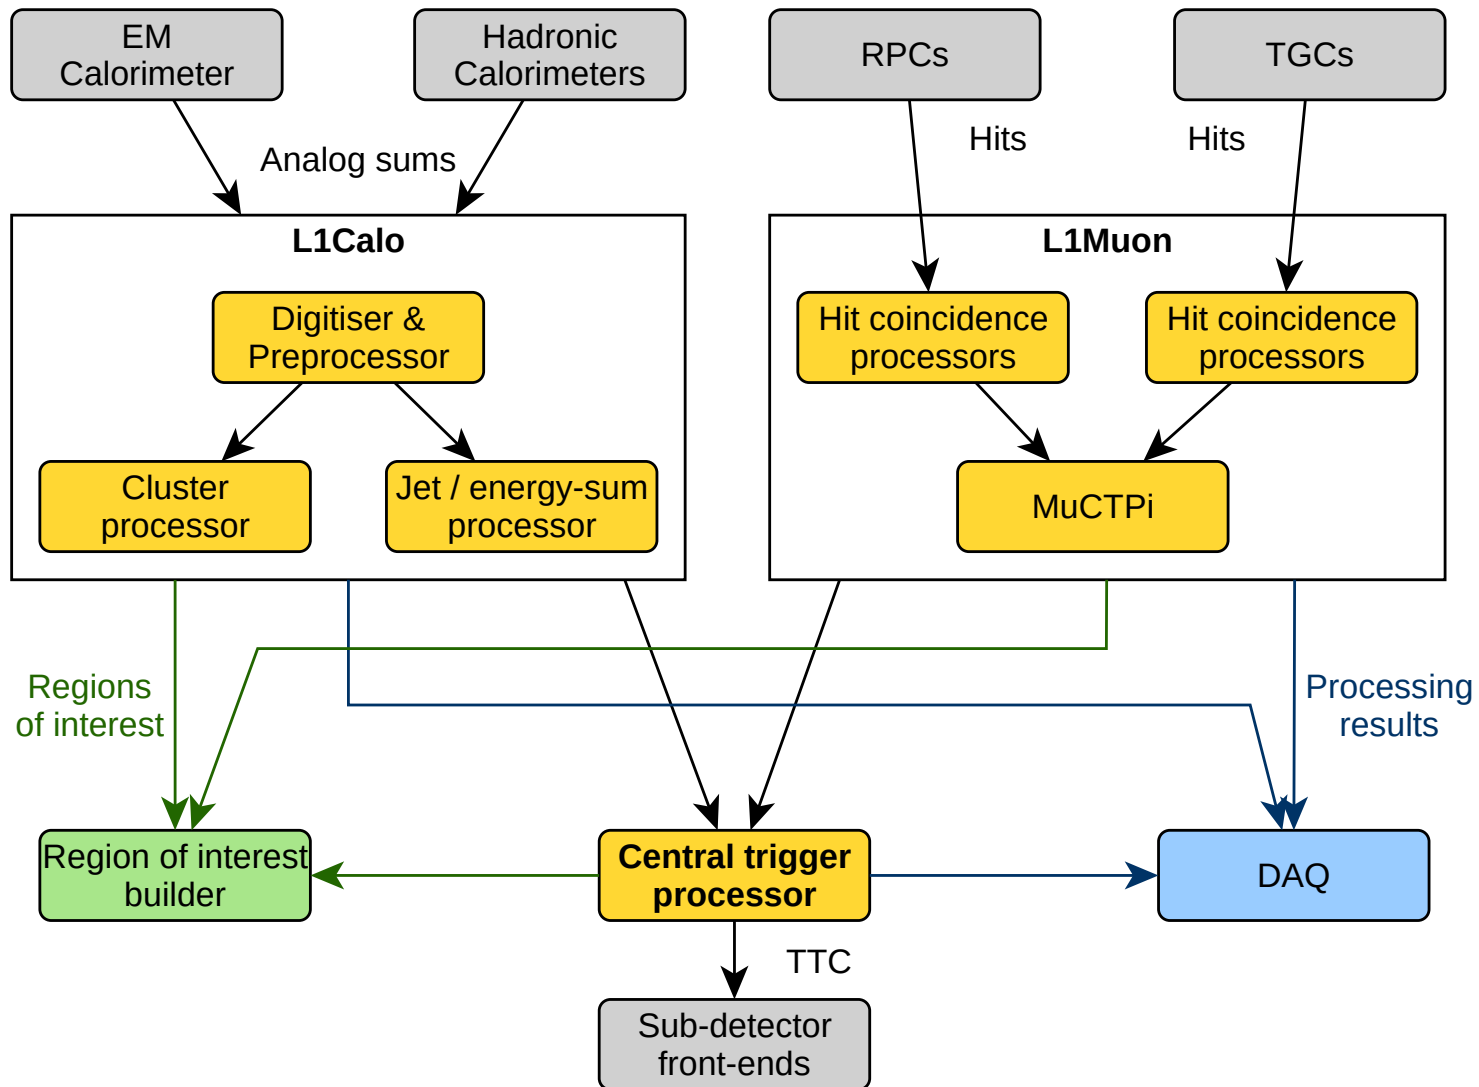 EM
Calorimeter
Hadronic
Calorimeters
RPCs
TGCs
Analog sums
Hits
Hits
L1Calo
L1Muon
Digitiser &
Preprocessor
Hit coincidence
processors
Hit coincidence
processors
Cluster
processor
Jet / energy-sum
processor
MuCTPi
Regions
of interest
Processing
results
Region of interest
builder
Central trigger
processor
DAQ
TTC
Sub-detector
front-ends